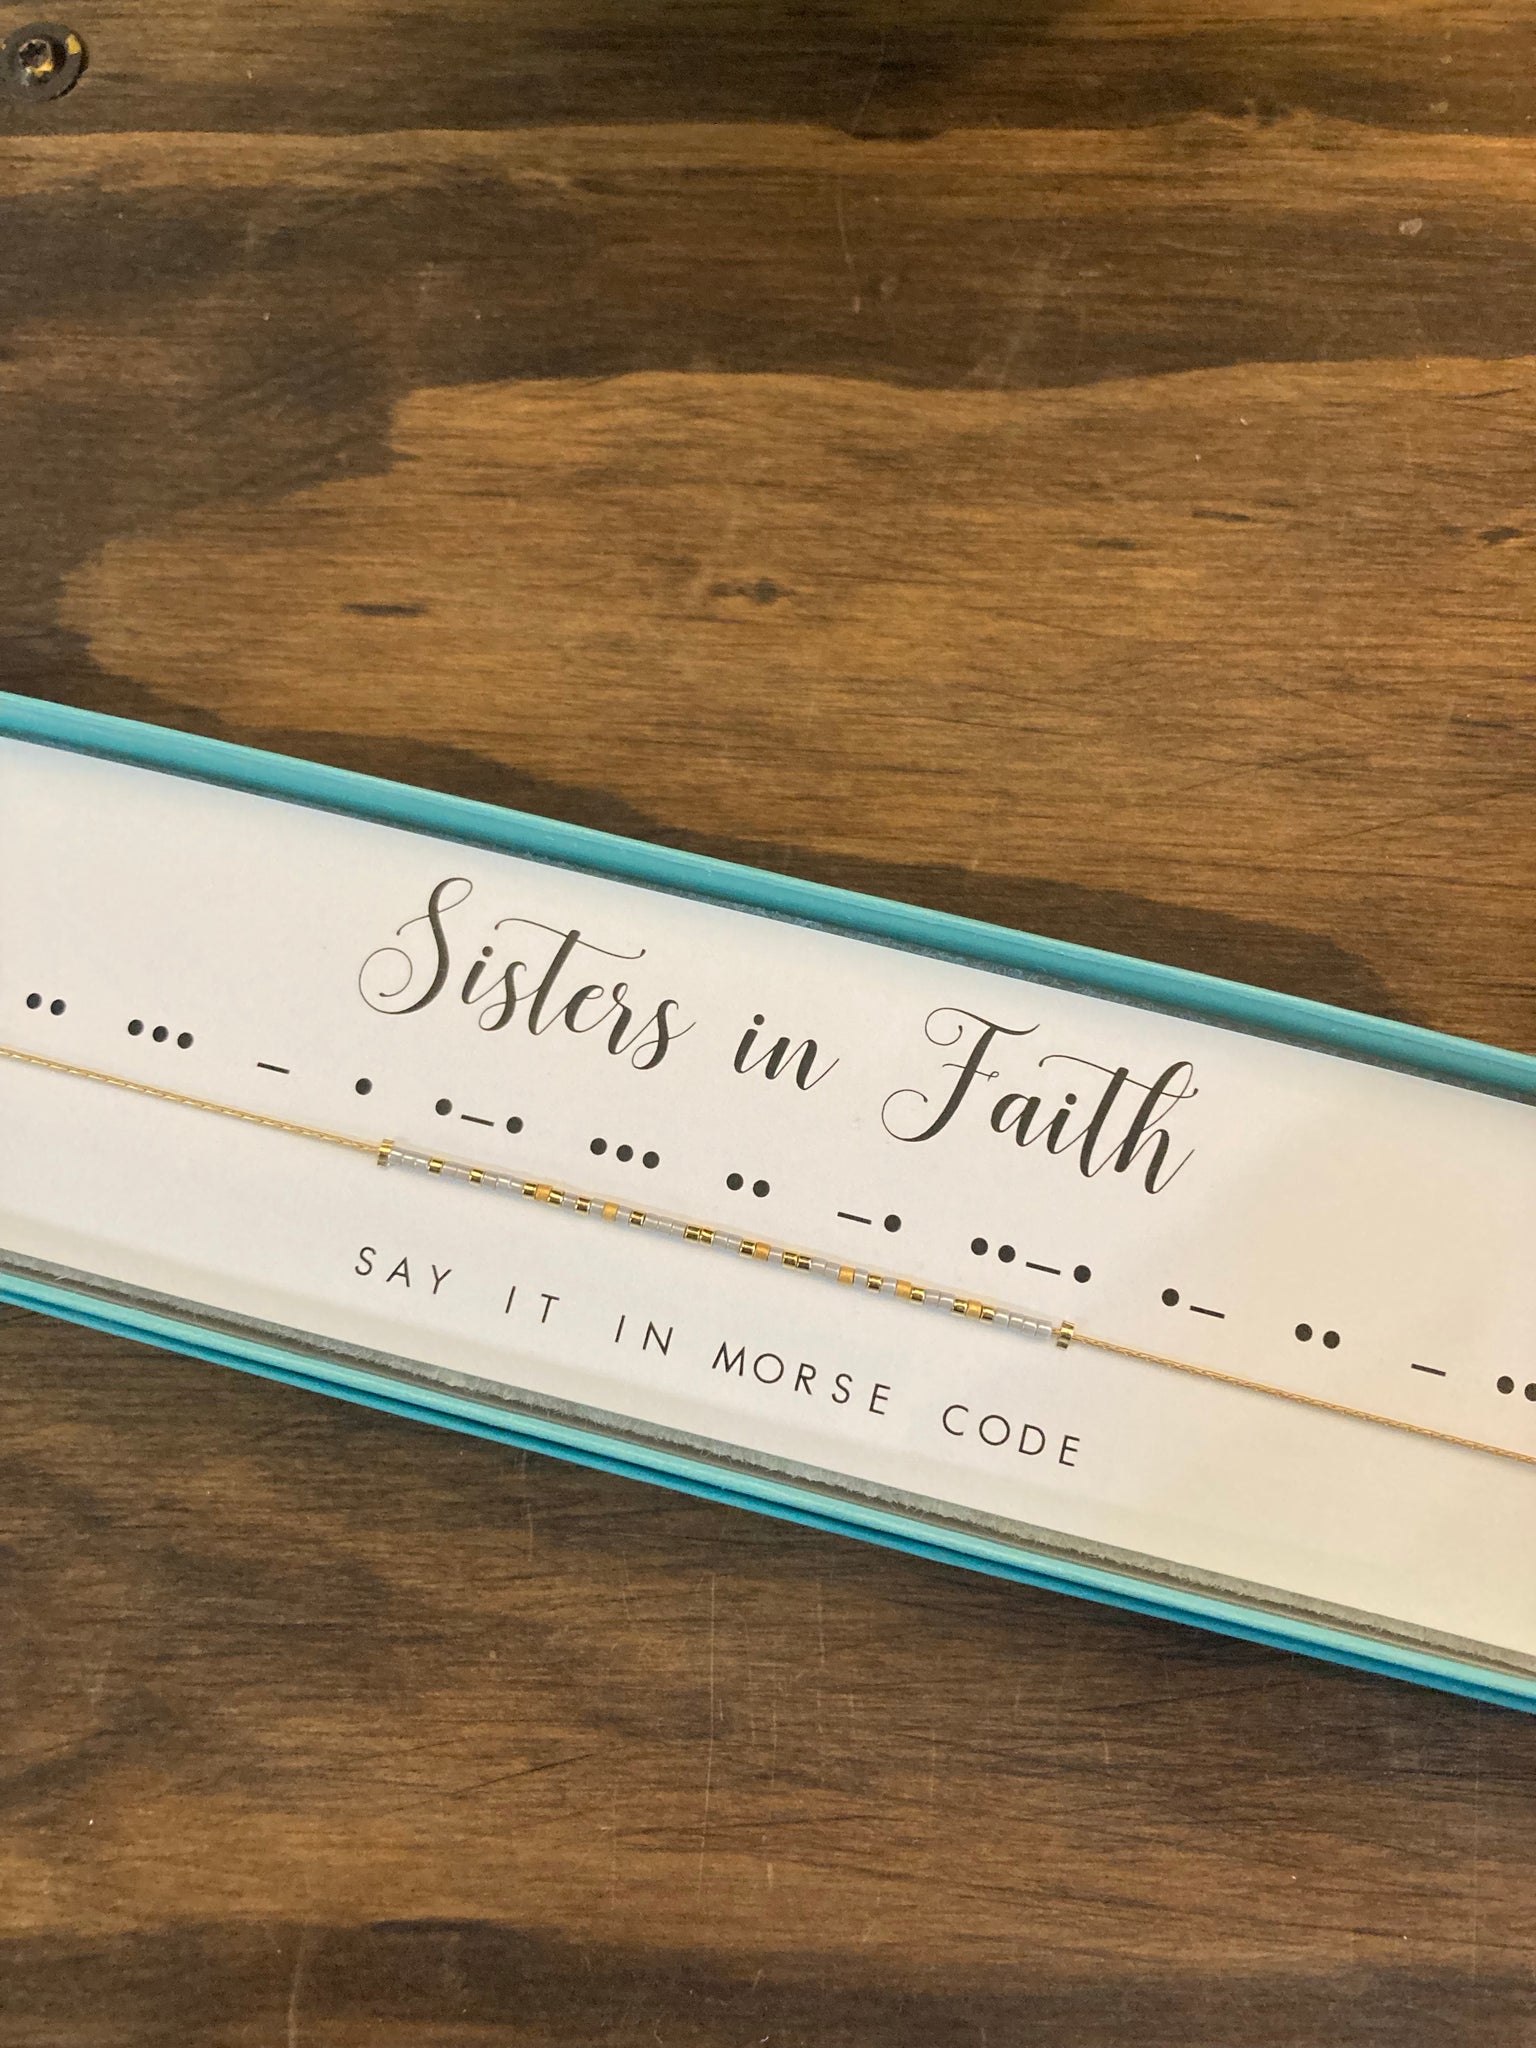 Sisters in Faith
•• ••• — • •—• ••• •• —• ••—• •— •• — ••
SAY IT IN MORSE CODE